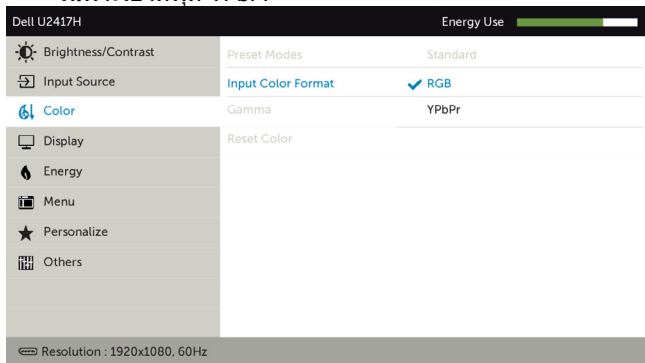 Dell U2417H Energy Use
Brightness/Contrast Preset Modes Standard
Input Source Input Color Format RGB
Color Gamma YPbPr
Display Reset Color
Energy
Menu
Personalize
Others
Resolution : 1920x1080, 60Hz